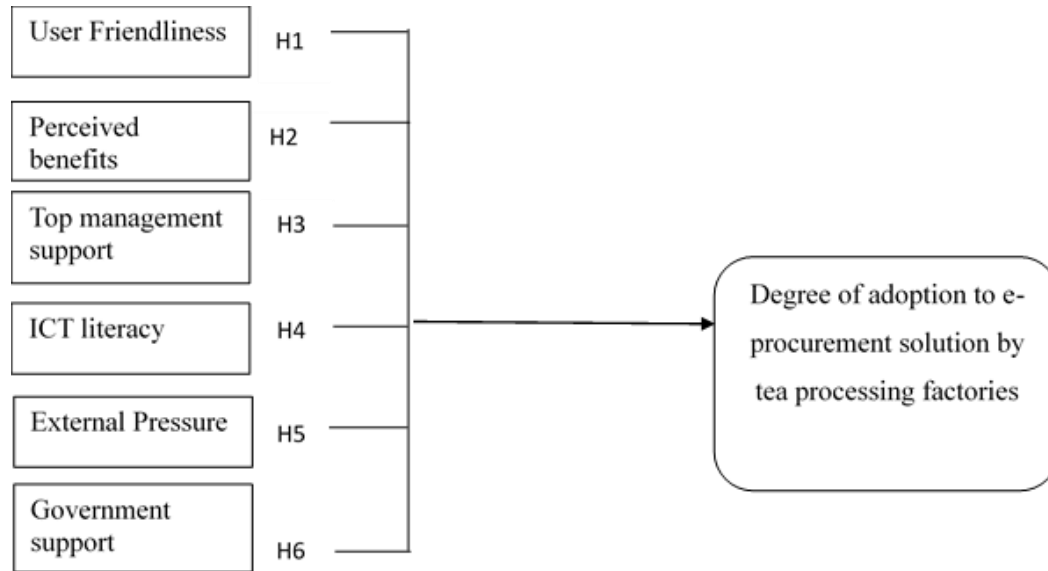 User Friendliness
H1
Perceived
benefits
H2
Top management
support
H3
ICT literacy
H4
External Pressure
H5
Government
support
H6
Degree of adoption to e-
procurement solution by
tea processing factories